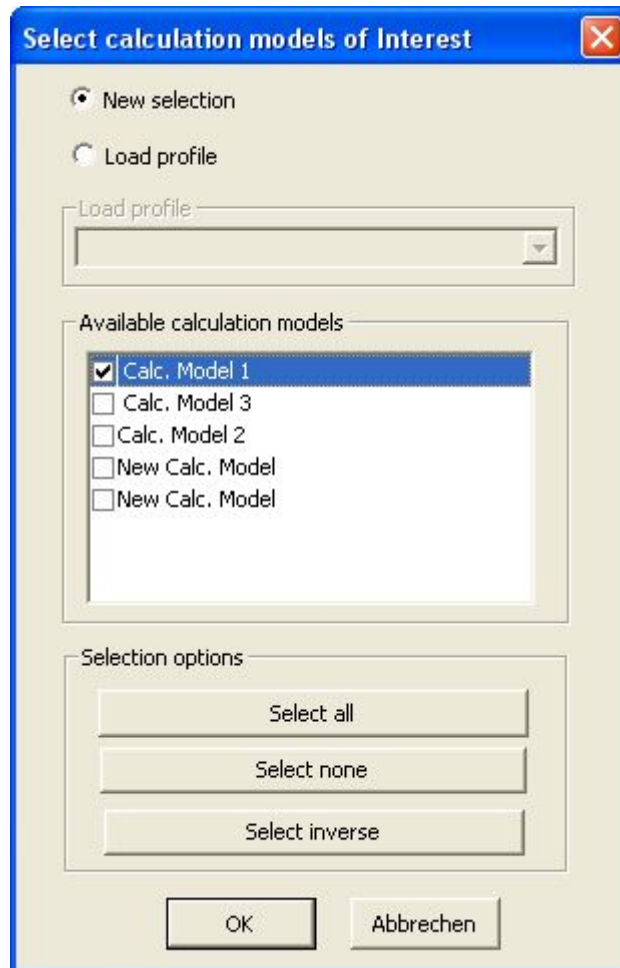 Select calculation models of Interest
New selection
Load profile
Load profile
Available calculation models
Calc. Model 1
Calc. Model 3
Calc. Model 2
New Calc. Model
New Calc. Model
Selection options
Select all
Select none
Select inverse
OK Abbrechen